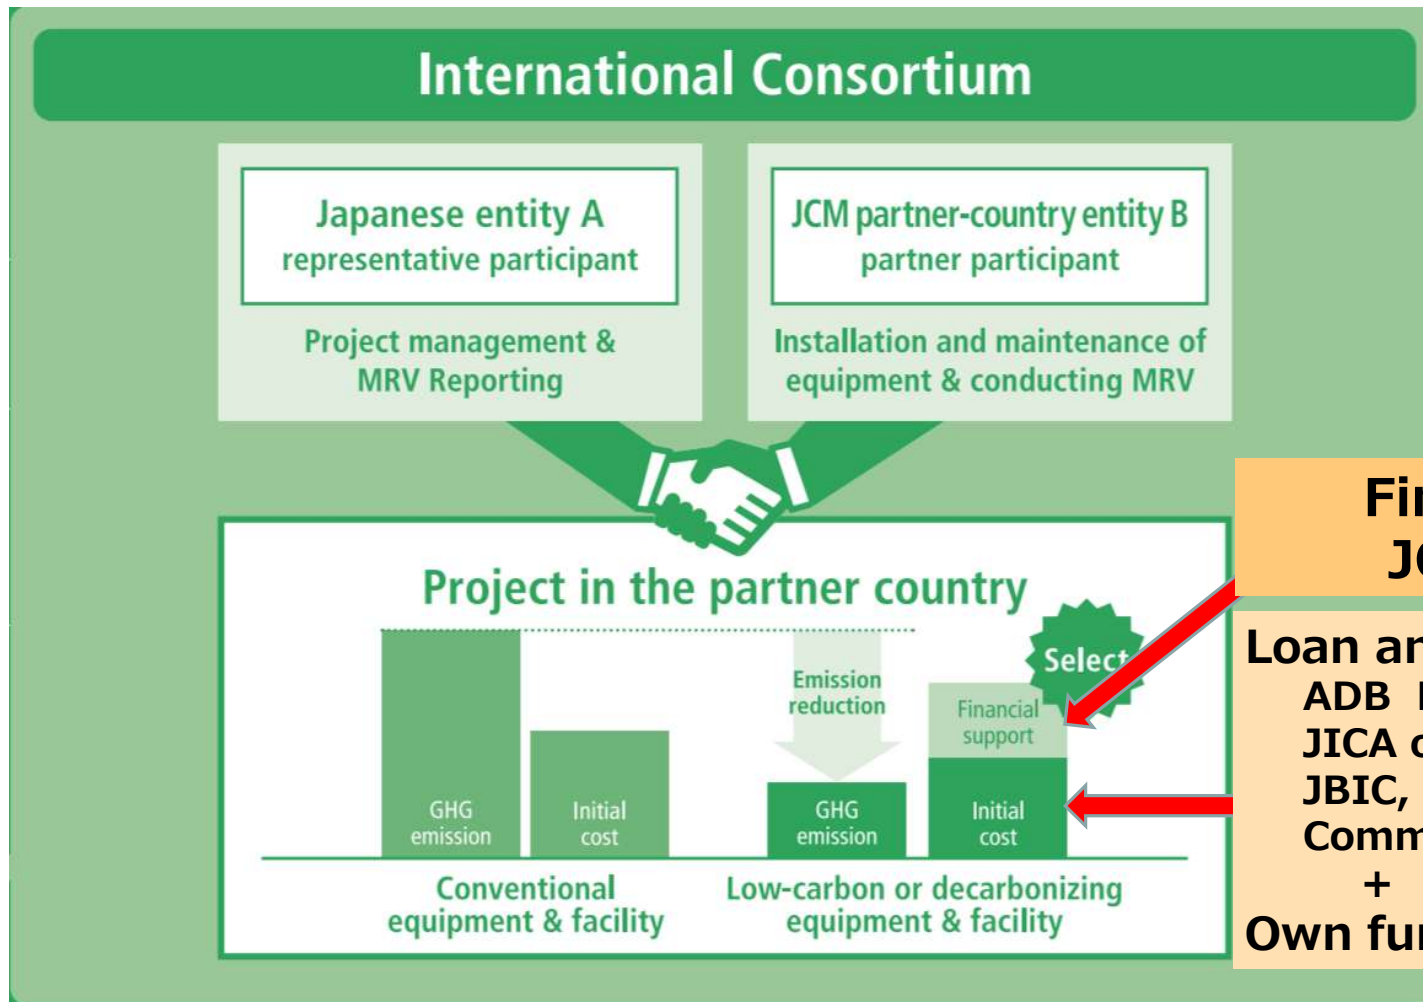 International Consortium
Japanese entity A
representative participant
Project management &
MRV Reporting
JCM partner-country entity B
partner participant
Installation and maintenance of
equipment & conducting MRV
Project in the partner country
GHG
emission
Initial
cost
Conventional
equipment & facility
Emission
reduction
GHG
emission
Financial
support
Initial
cost
Select
Low-carbon or decarbonizing
equipment & facility
Loan
ADB
JICA
JBIC,
+
Own